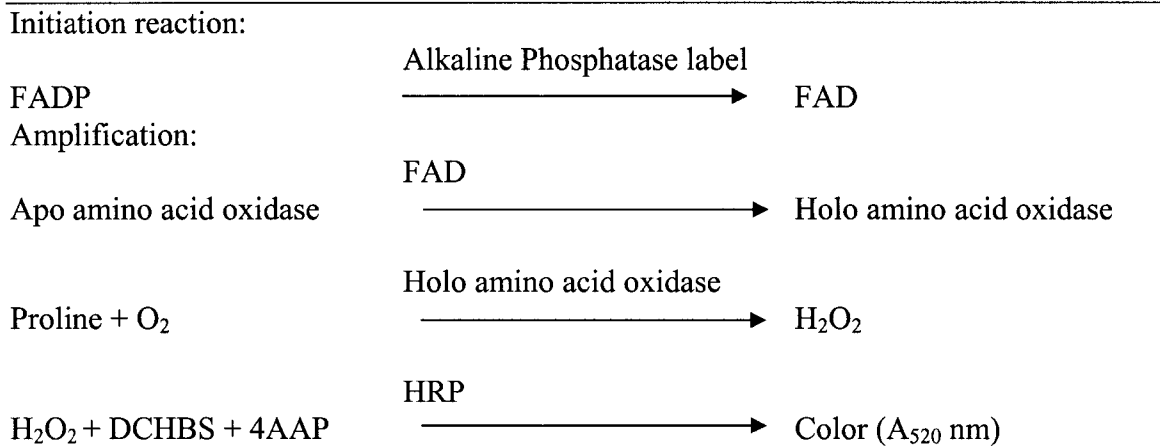 Initiation reaction:
Alkaline Phosphatase label
FADP FAD
Amplification:
FAD
Apo amino acid oxidase Holo amino acid oxidase
Holo amino acid oxidase
Proline + O₂ H₂O₂
HRP
H₂O₂ + DCHBS + 4AAP Color (A₅₂₀ nm)